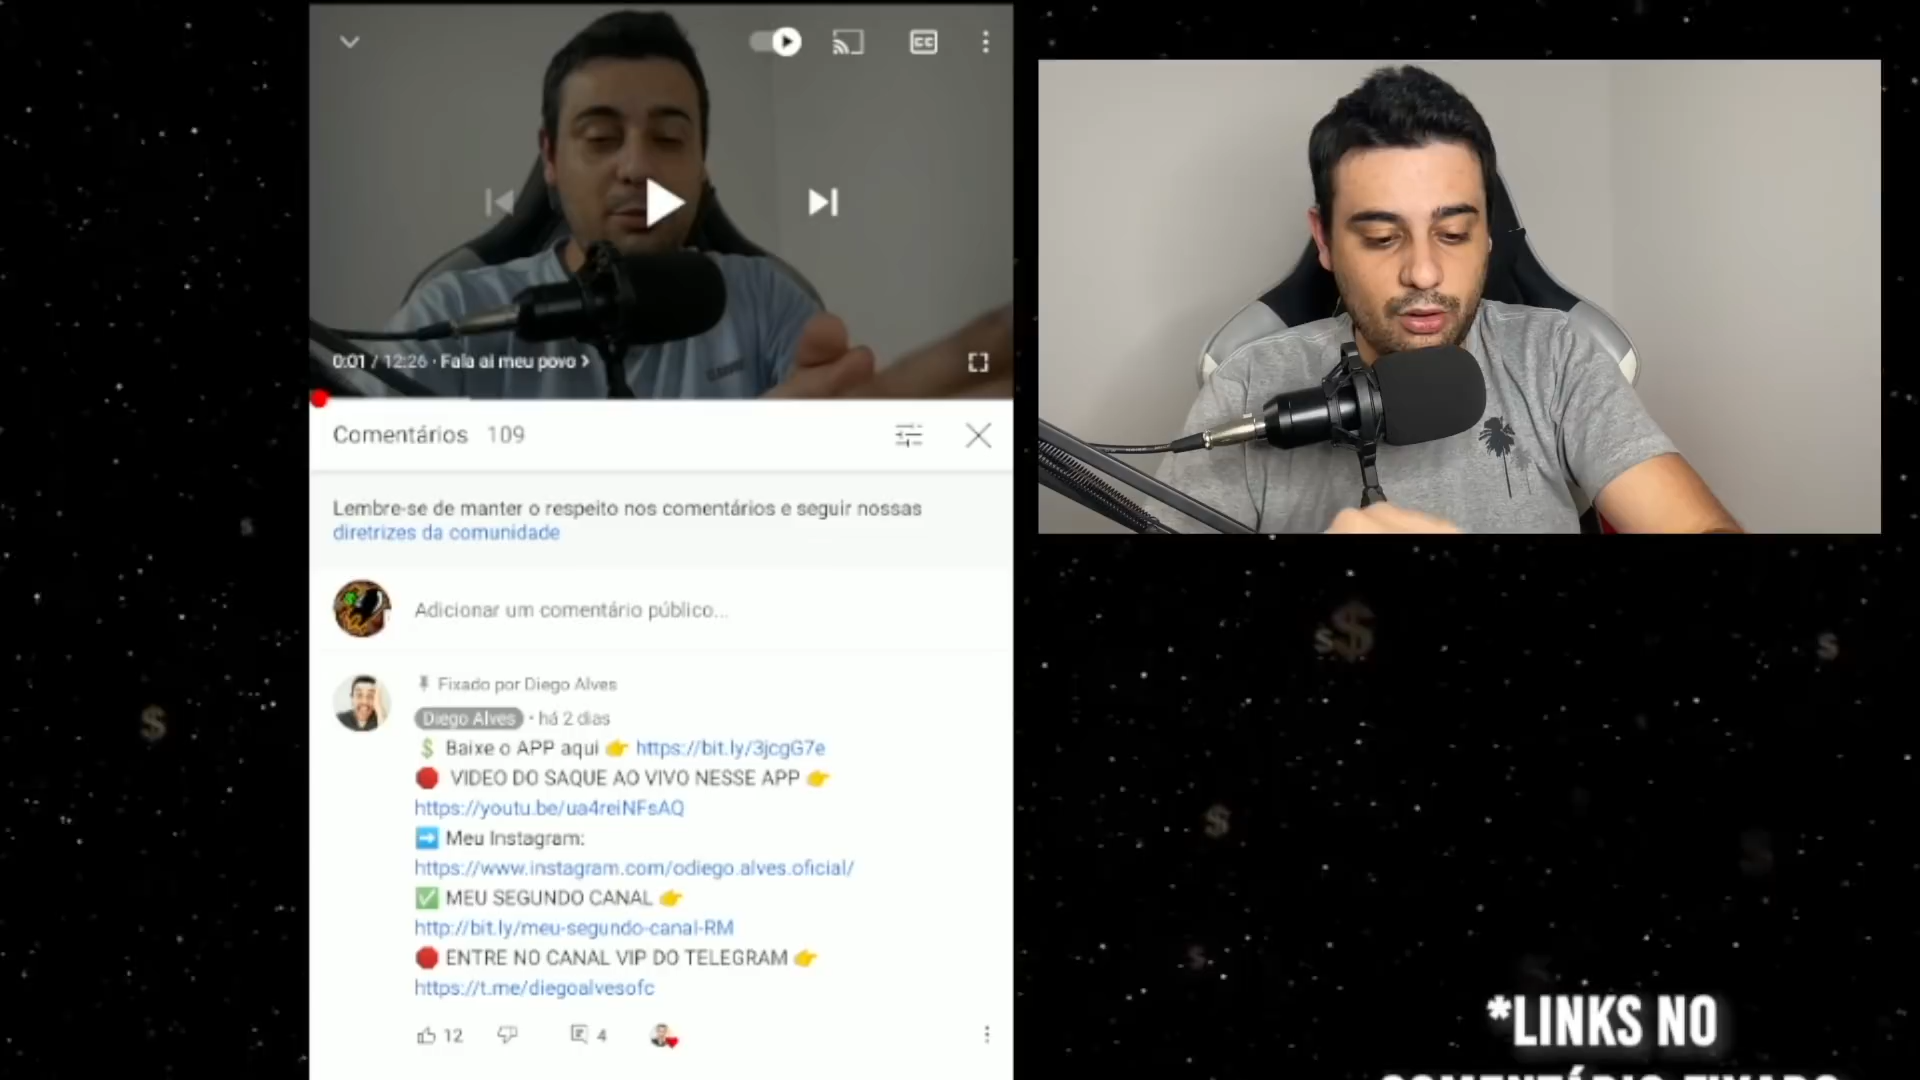 CC
0:01 / 12:26 · Fala ai meu povo >
Comentários 109
Lembre-se de manter o respeito nos comentários e seguir nossas
diretrizes da comunidade
Adicionar um comentário público...
Fixado por Diego Alves
Diego Alves · há 2 dias
💲 Baixe o APP aqui 👉 https://bit.ly/3jcgG7e
🛑 VIDEO DO SAQUE AO VIVO NESSE APP 👉
https://youtu.be/ua4reiNFsAQ
➡️ Meu Instagram:
https://www.instagram.com/odiego.alves.oficial/
✅ MEU SEGUNDO CANAL 👉
http://bit.ly/meu-segundo-canal-RM
🛑 ENTRE NO CANAL VIP DO TELEGRAM 👉
https://t.me/diegoalvesofc
12 4
*LINKS NO
COMENTÁRIO FIXADO